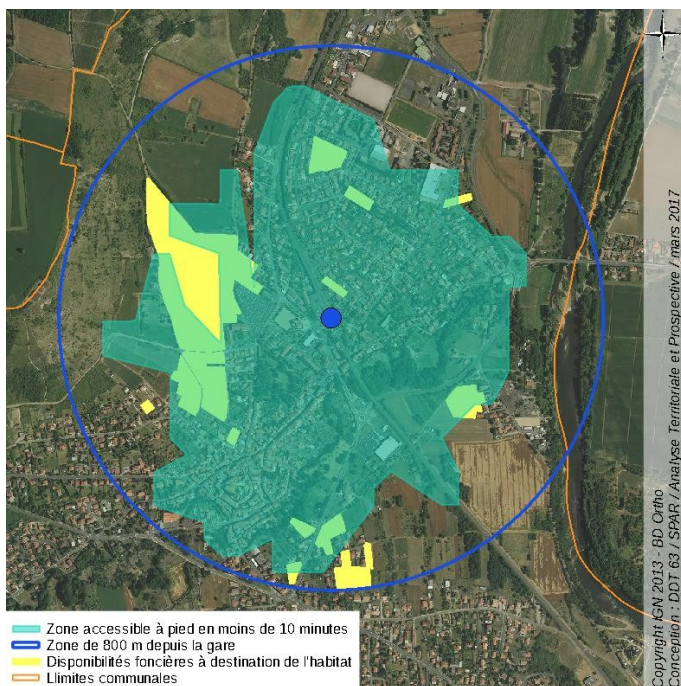 Zone accessible à pied en moins de 10 minutes
Zone de 800 m depuis la gare
Disponibilités foncières à destination de l'habitat
Llimites communales
Copyright IGN 2013 - BD Ortho
Conception : DDT 63 / SPAR / Analyse Territoriale et Prospective / mars 2017